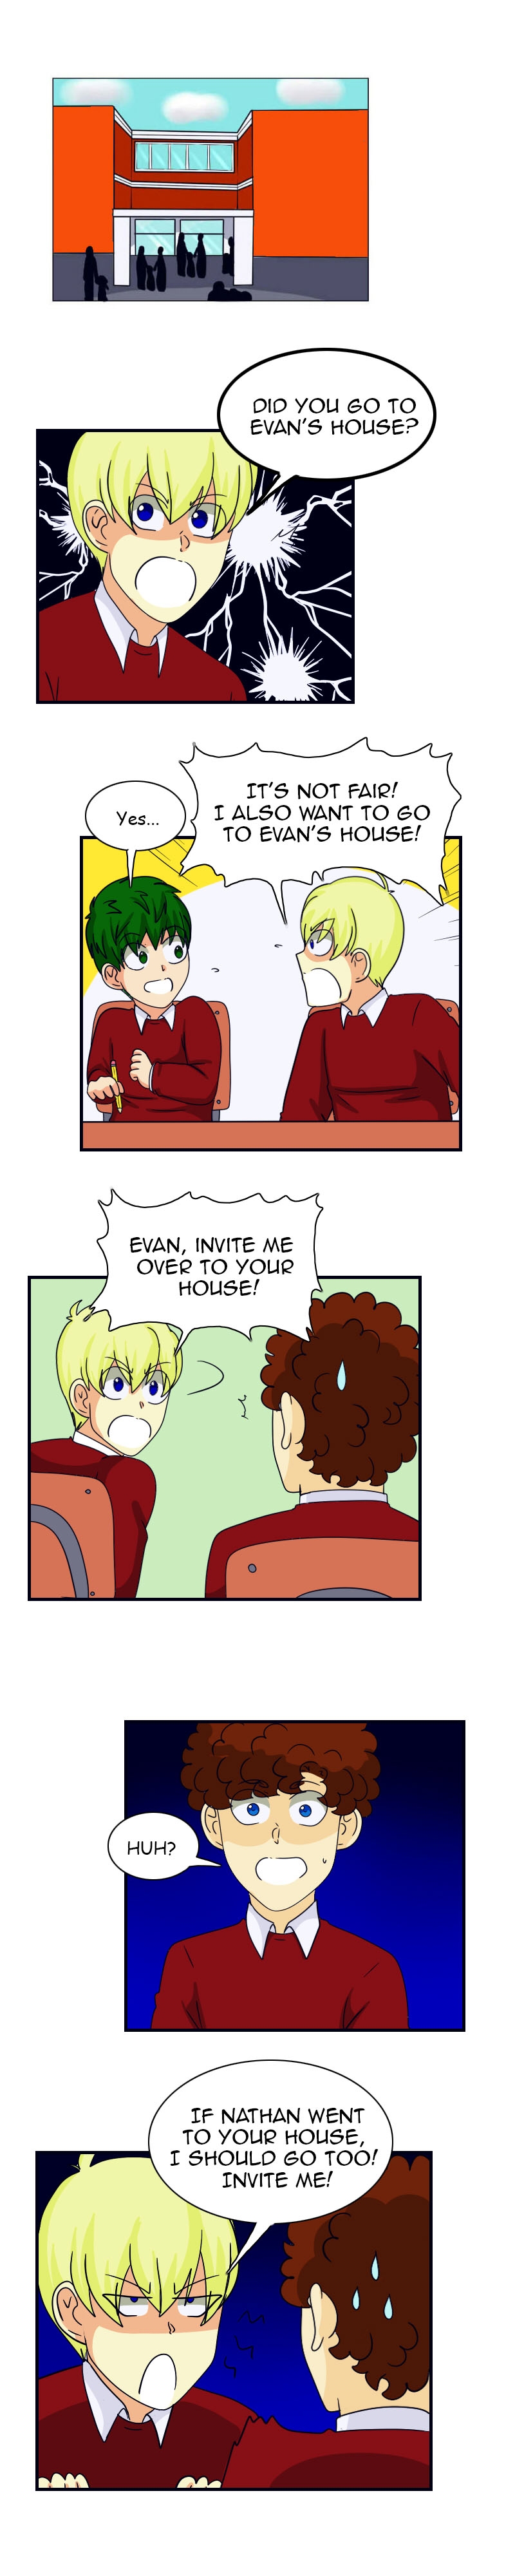 DID YOU GO TO
EVAN'S HOUSE?
Yes...
IT'S NOT FAIR!
I ALSO WANT TO GO
TO EVAN'S HOUSE!
EVAN, INVITE ME
OVER TO YOUR
HOUSE!
HUH?
IF NATHAN WENT
TO YOUR HOUSE,
I SHOULD GO TOO!
INVITE ME!